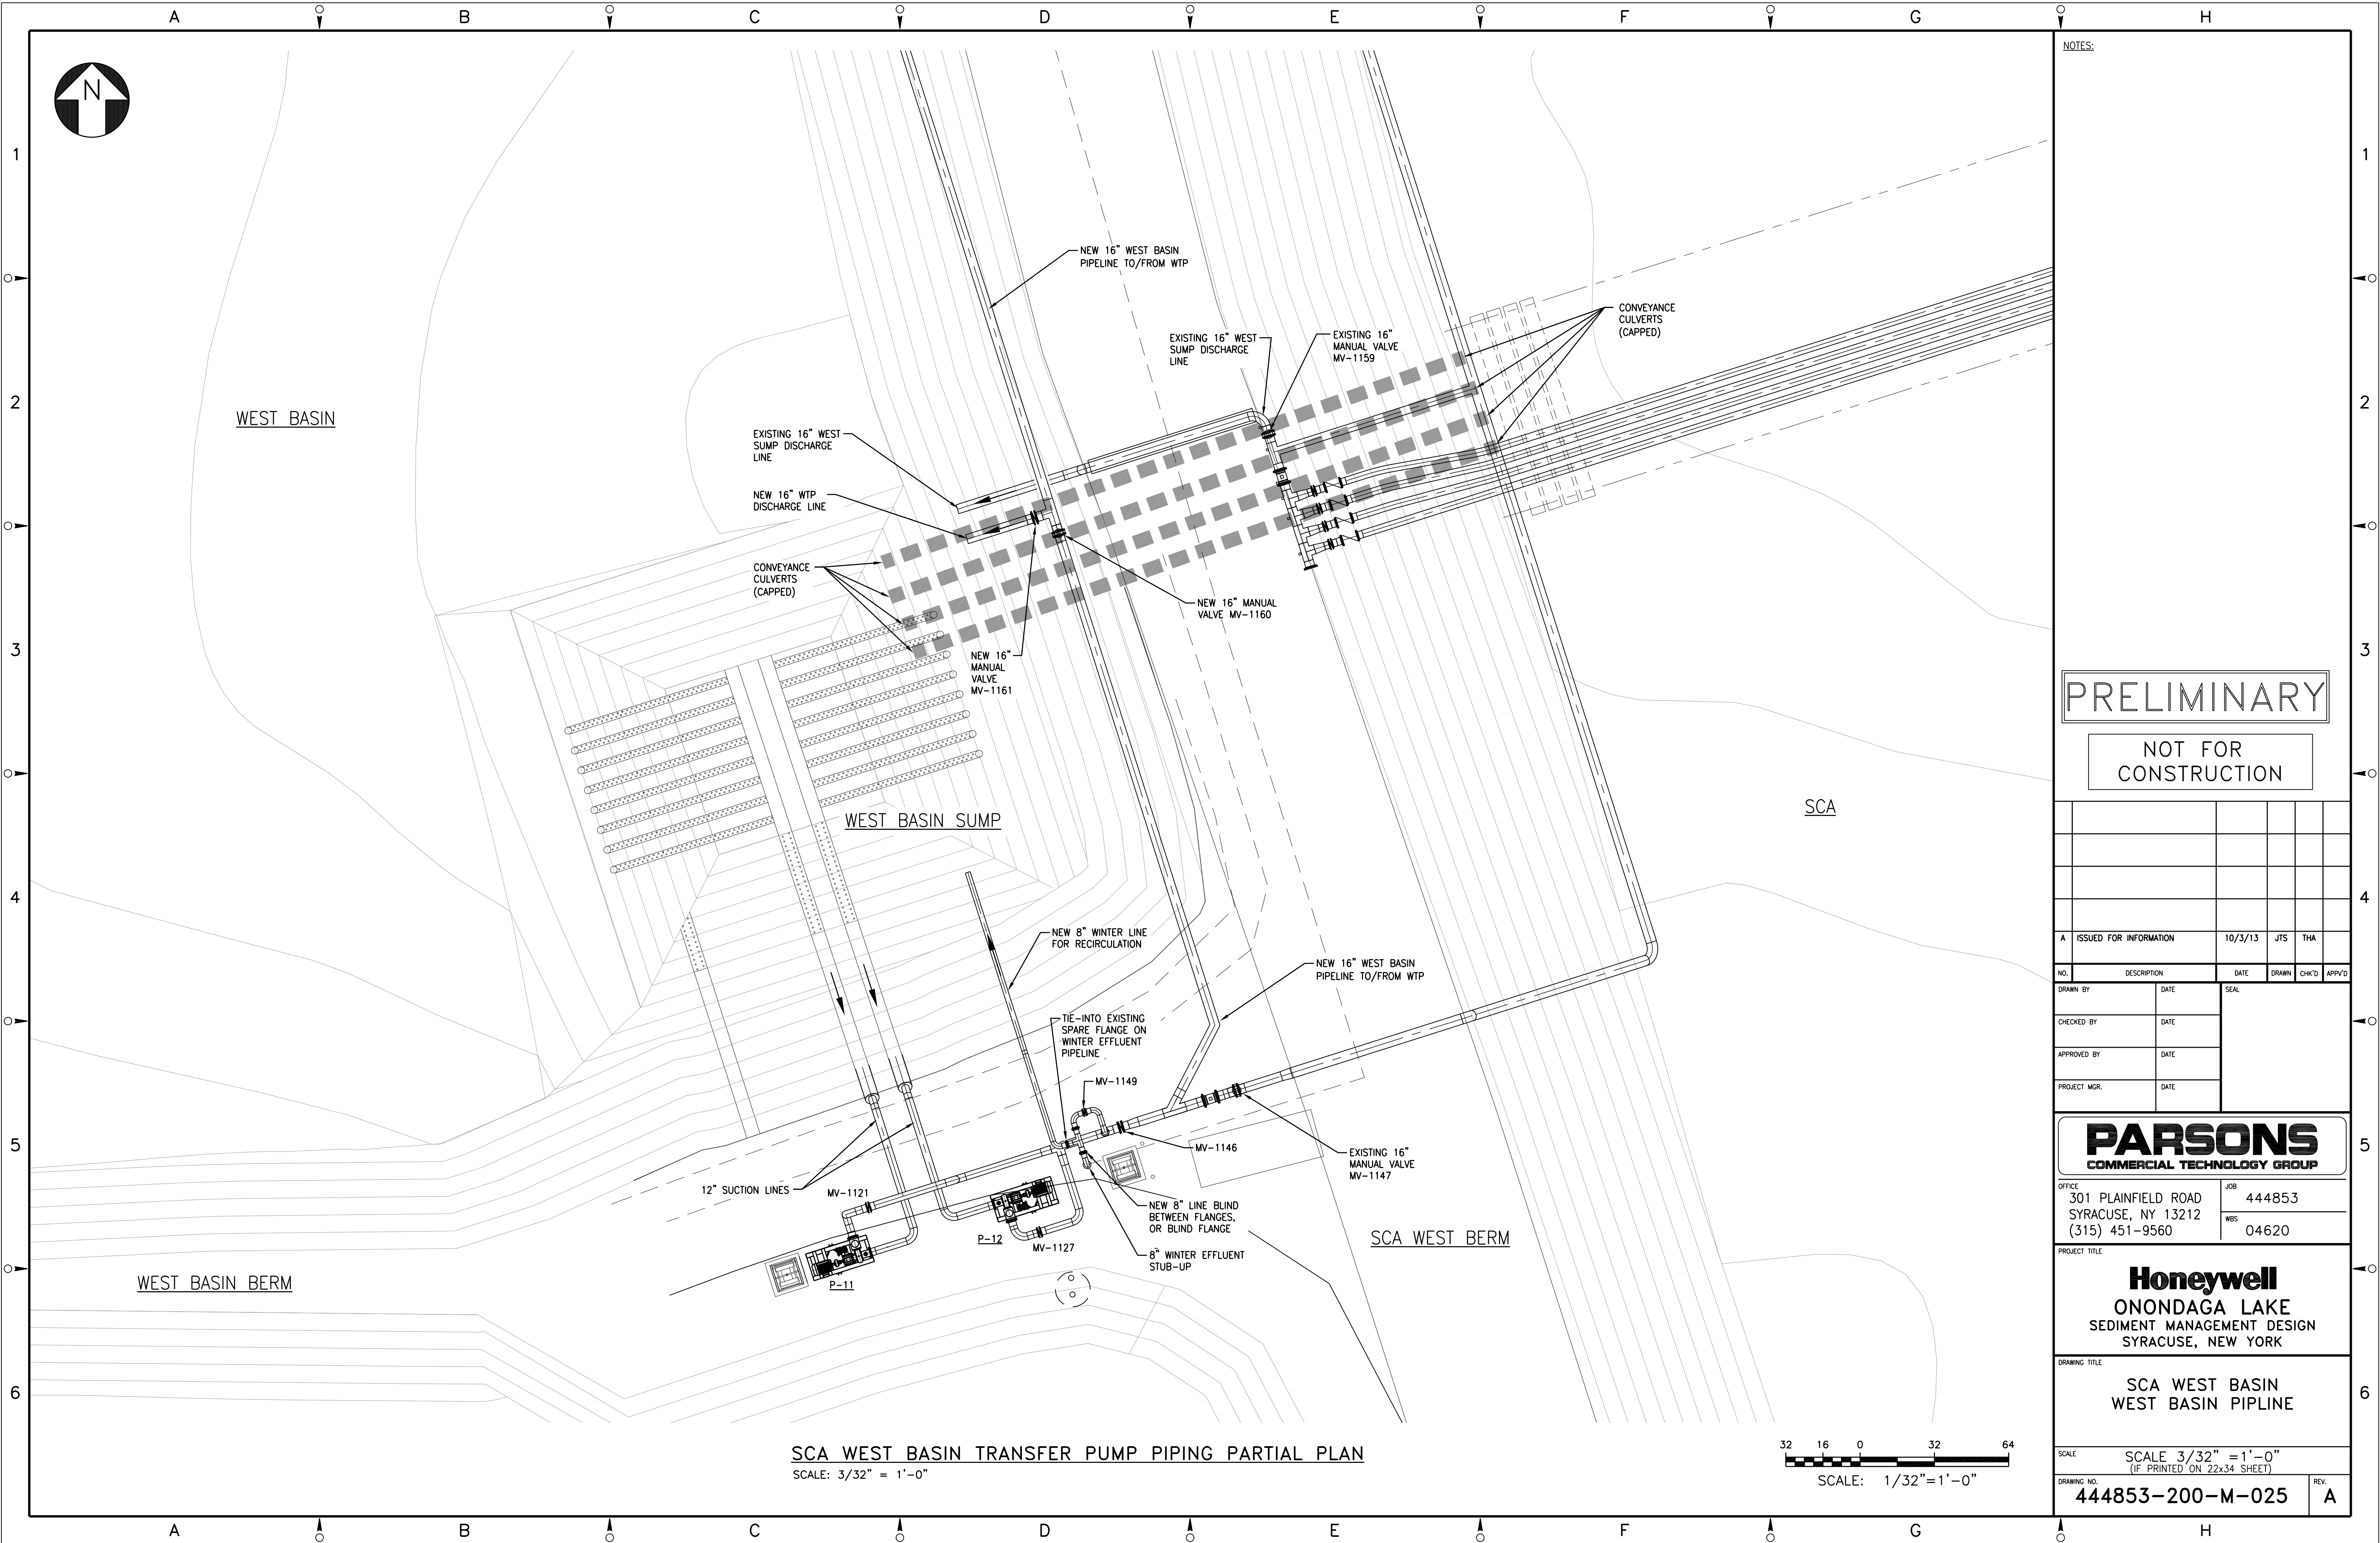 A B C D E F G H
N
1
2
3
4
5
6
1
2
3
4
5
6
NEW 16" WEST BASIN
PIPELINE TO/FROM WTP
CONVEYANCE
CULVERTS
(CAPPED)
EXISTING 16" WEST
SUMP DISCHARGE
LINE
EXISTING 16"
MANUAL VALVE
MV-1159
WEST BASIN
EXISTING 16" WEST
SUMP DISCHARGE
LINE
NEW 16" WTP
DISCHARGE LINE
CONVEYANCE
CULVERTS
(CAPPED)
NEW 16" MANUAL
VALVE MV-1160
NEW 16"
MANUAL
VALVE
MV-1161
WEST BASIN SUMP
SCA
NEW 8" WINTER LINE
FOR RECIRCULATION
NEW 16" WEST BASIN
PIPELINE TO/FROM WTP
TIE-INTO EXISTING
SPARE FLANGE ON
WINTER EFFLUENT
PIPELINE
MV-1149
MV-1146
EXISTING 16"
MANUAL VALVE
MV-1147
12" SUCTION LINES
MV-1121
NEW 8" LINE BLIND
BETWEEN FLANGES,
OR BLIND FLANGE
P-12
MV-1127
8" WINTER EFFLUENT
STUB-UP
SCA WEST BERM
WEST BASIN BERM
P-11
SCA WEST BASIN TRANSFER PUMP PIPING PARTIAL PLAN
SCALE: 3/32" = 1'-0"
32 16 0 32 64
SCALE: 1/32"=1'-0"
NOTES:
PRELIMINARY
NOT FOR
CONSTRUCTION
A ISSUED FOR INFORMATION 10/3/13 JTS THA
NO. DESCRIPTION DATE DRAWN CHK'D APPV'D
DRAWN BY DATE SEAL
CHECKED BY DATE
APPROVED BY DATE
PROJECT MGR. DATE
PARSONS
COMMERCIAL TECHNOLOGY GROUP
OFFICE
301 PLAINFIELD ROAD
SYRACUSE, NY 13212
(315) 451-9560
JOB
444853
WBS
04620
PROJECT TITLE
Honeywell
ONONDAGA LAKE
SEDIMENT MANAGEMENT DESIGN
SYRACUSE, NEW YORK
DRAWING TITLE
SCA WEST BASIN
WEST BASIN PIPLINE
SCALE SCALE 3/32" =1'-0"
(IF PRINTED ON 22x34 SHEET)
DRAWING NO.
444853-200-M-025
REV.
A
A B C D E F G H